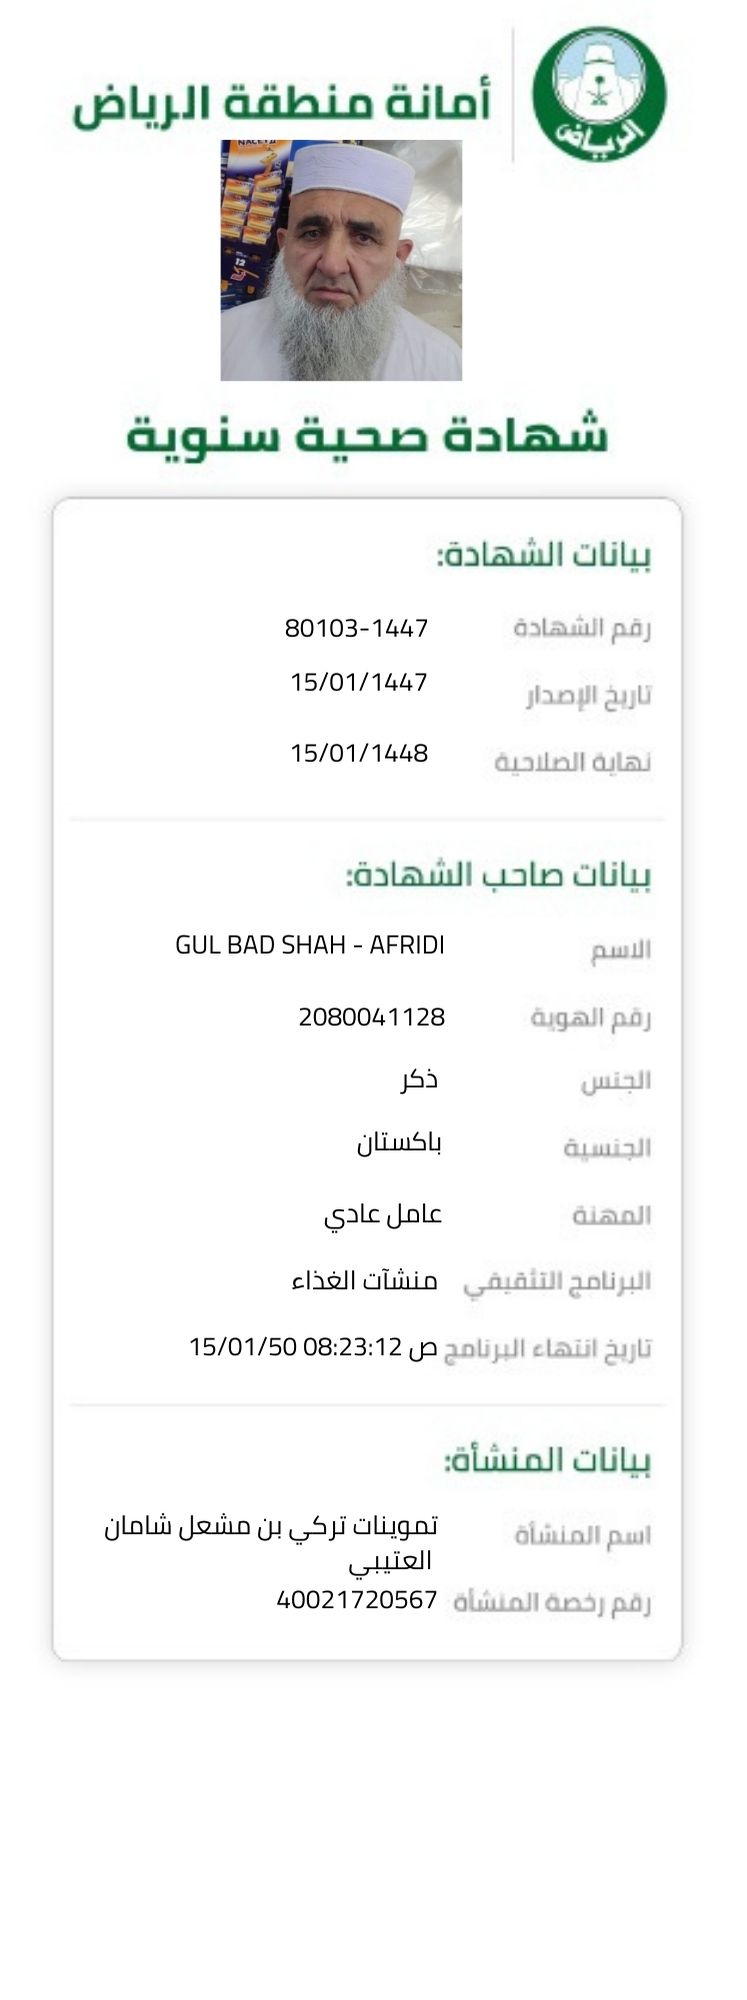 أمانة منطقة الرياض
الرياض
NACET
12
شهادة صحية سنوية
بيانات الشهادة:
رقم الشهادة 80103-1447
تاريخ الإصدار 15/01/1447
نهاية الصلاحية 15/01/1448
بيانات صاحب الشهادة:
الاسم GUL BAD SHAH - AFRIDI
رقم الهوية 2080041128
الجنس ذكر
الجنسية باكستان
المهنة عامل عادي
البرنامج التثقيفي منشآت الغذاء
تاريخ انتهاء البرنامج ص 08:23:12 15/01/50
بيانات المنشأة:
اسم المنشأة تموينات تركي بن مشعل شامان
العتيبي
رقم رخصة المنشأة 40021720567